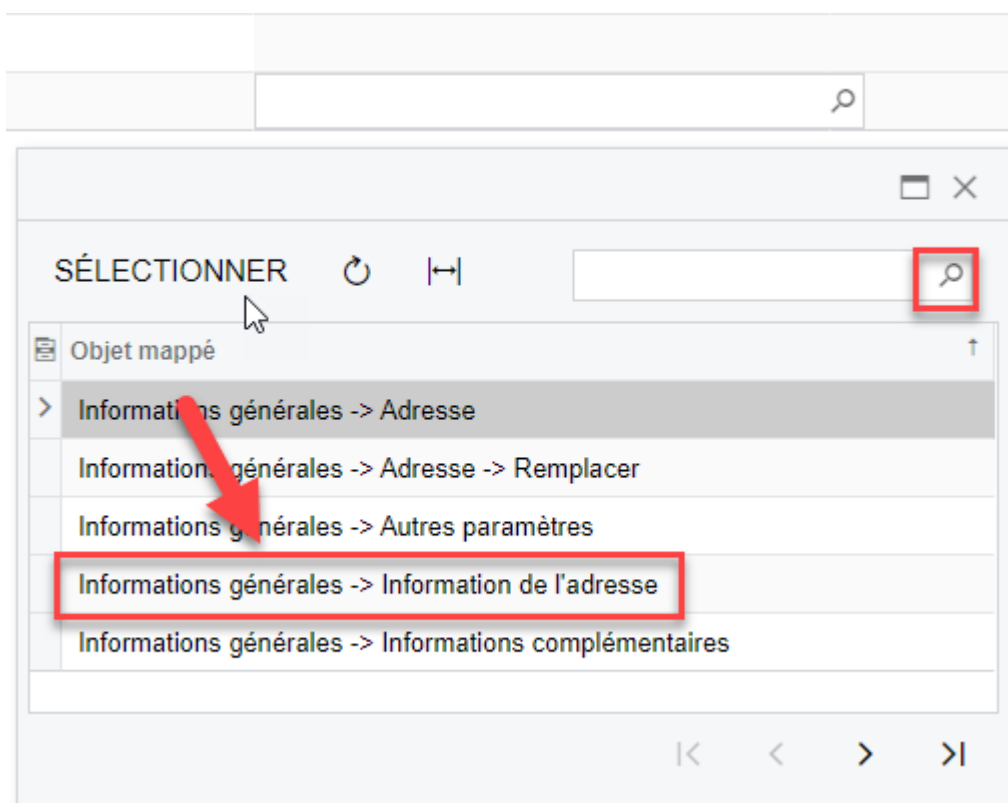 SÉLECTIONNER
Objet mappé
Informations générales -> Adresse
Informations générales -> Adresse -> Remplacer
Informations générales -> Autres paramètres
Informations générales -> Information de l'adresse
Informations générales -> Informations complémentaires